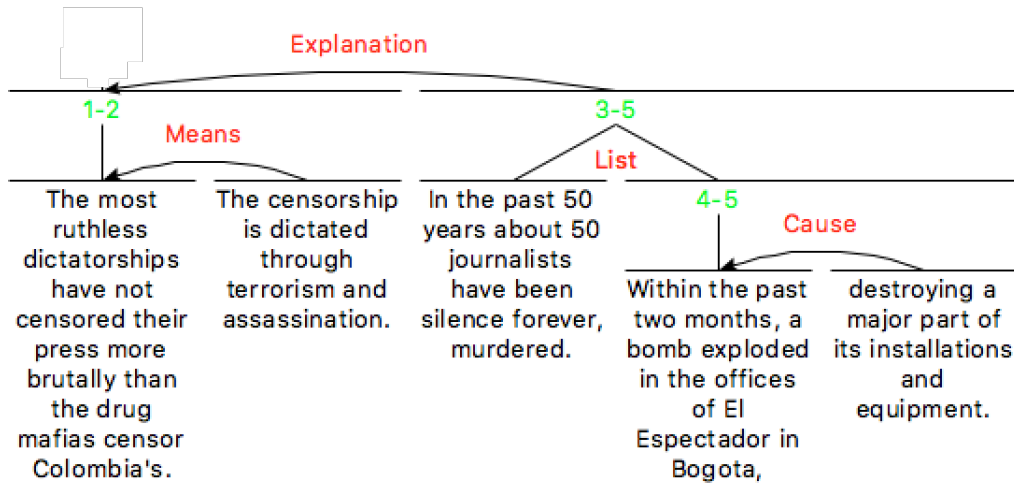 Explanation
1-2
3-5
Means
List
The most
ruthless
dictatorships
have not
censored their
press more
brutally than
the drug
mafias censor
Colombia's.
The censorship
is dictated
through
terrorism and
assassination.
In the past 50
years about 50
journalists
have been
silence forever,
murdered.
4-5
Cause
Within the past
two months, a
bomb exploded
in the offices
of El
Espectador in
Bogota,
destroying a
major part of
its installations
and
equipment.